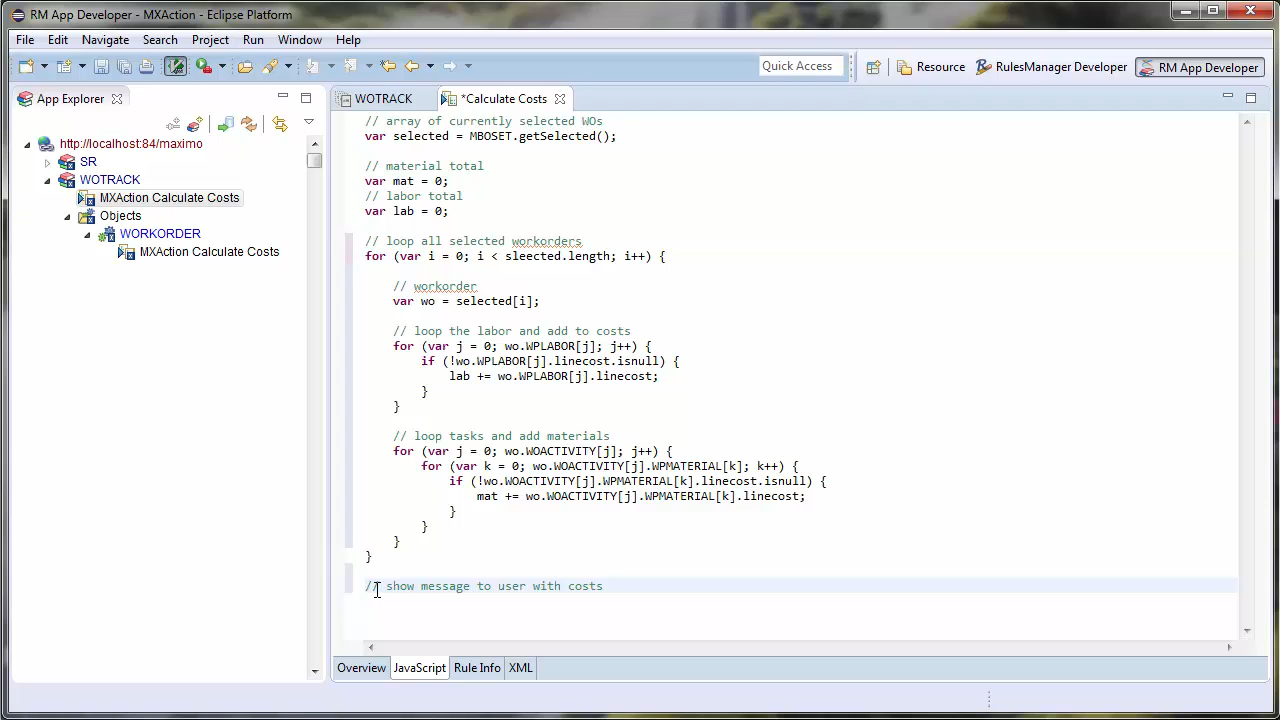 RM App Developer - MXAction - Eclipse Platform
File Edit Navigate Search Project Run Window Help
Quick Access
Resource
RulesManager Developer
RM App Developer
App Explorer
WOTRACK
*Calculate Costs
http://localhost:84/maximo
SR
WOTRACK
MXAction Calculate Costs
Objects
WORKORDER
MXAction Calculate Costs
// array of currently selected WOs
var selected = MBOSET.getSelected();
// material total
var mat = 0;
// labor total
var lab = 0;
// loop all selected workorders
for (var i = 0; i < sleected.length; i++) {
// workorder
var wo = selected[i];
// loop the labor and add to costs
for (var j = 0; wo.WPLABOR[j]; j++) {
if (!wo.WPLABOR[j].linecost.isnull) {
lab += wo.WPLABOR[j].linecost;
}
}
// loop tasks and add materials
for (var j = 0; wo.WOACTIVITY[j]; j++) {
for (var k = 0; wo.WOACTIVITY[j].WPMATERIAL[k]; k++) {
if (!wo.WOACTIVITY[j].WPMATERIAL[k].linecost.isnull) {
mat += wo.WOACTIVITY[j].WPMATERIAL[k].linecost;
}
}
}
}
// show message to user with costs
Overview JavaScript Rule Info XML